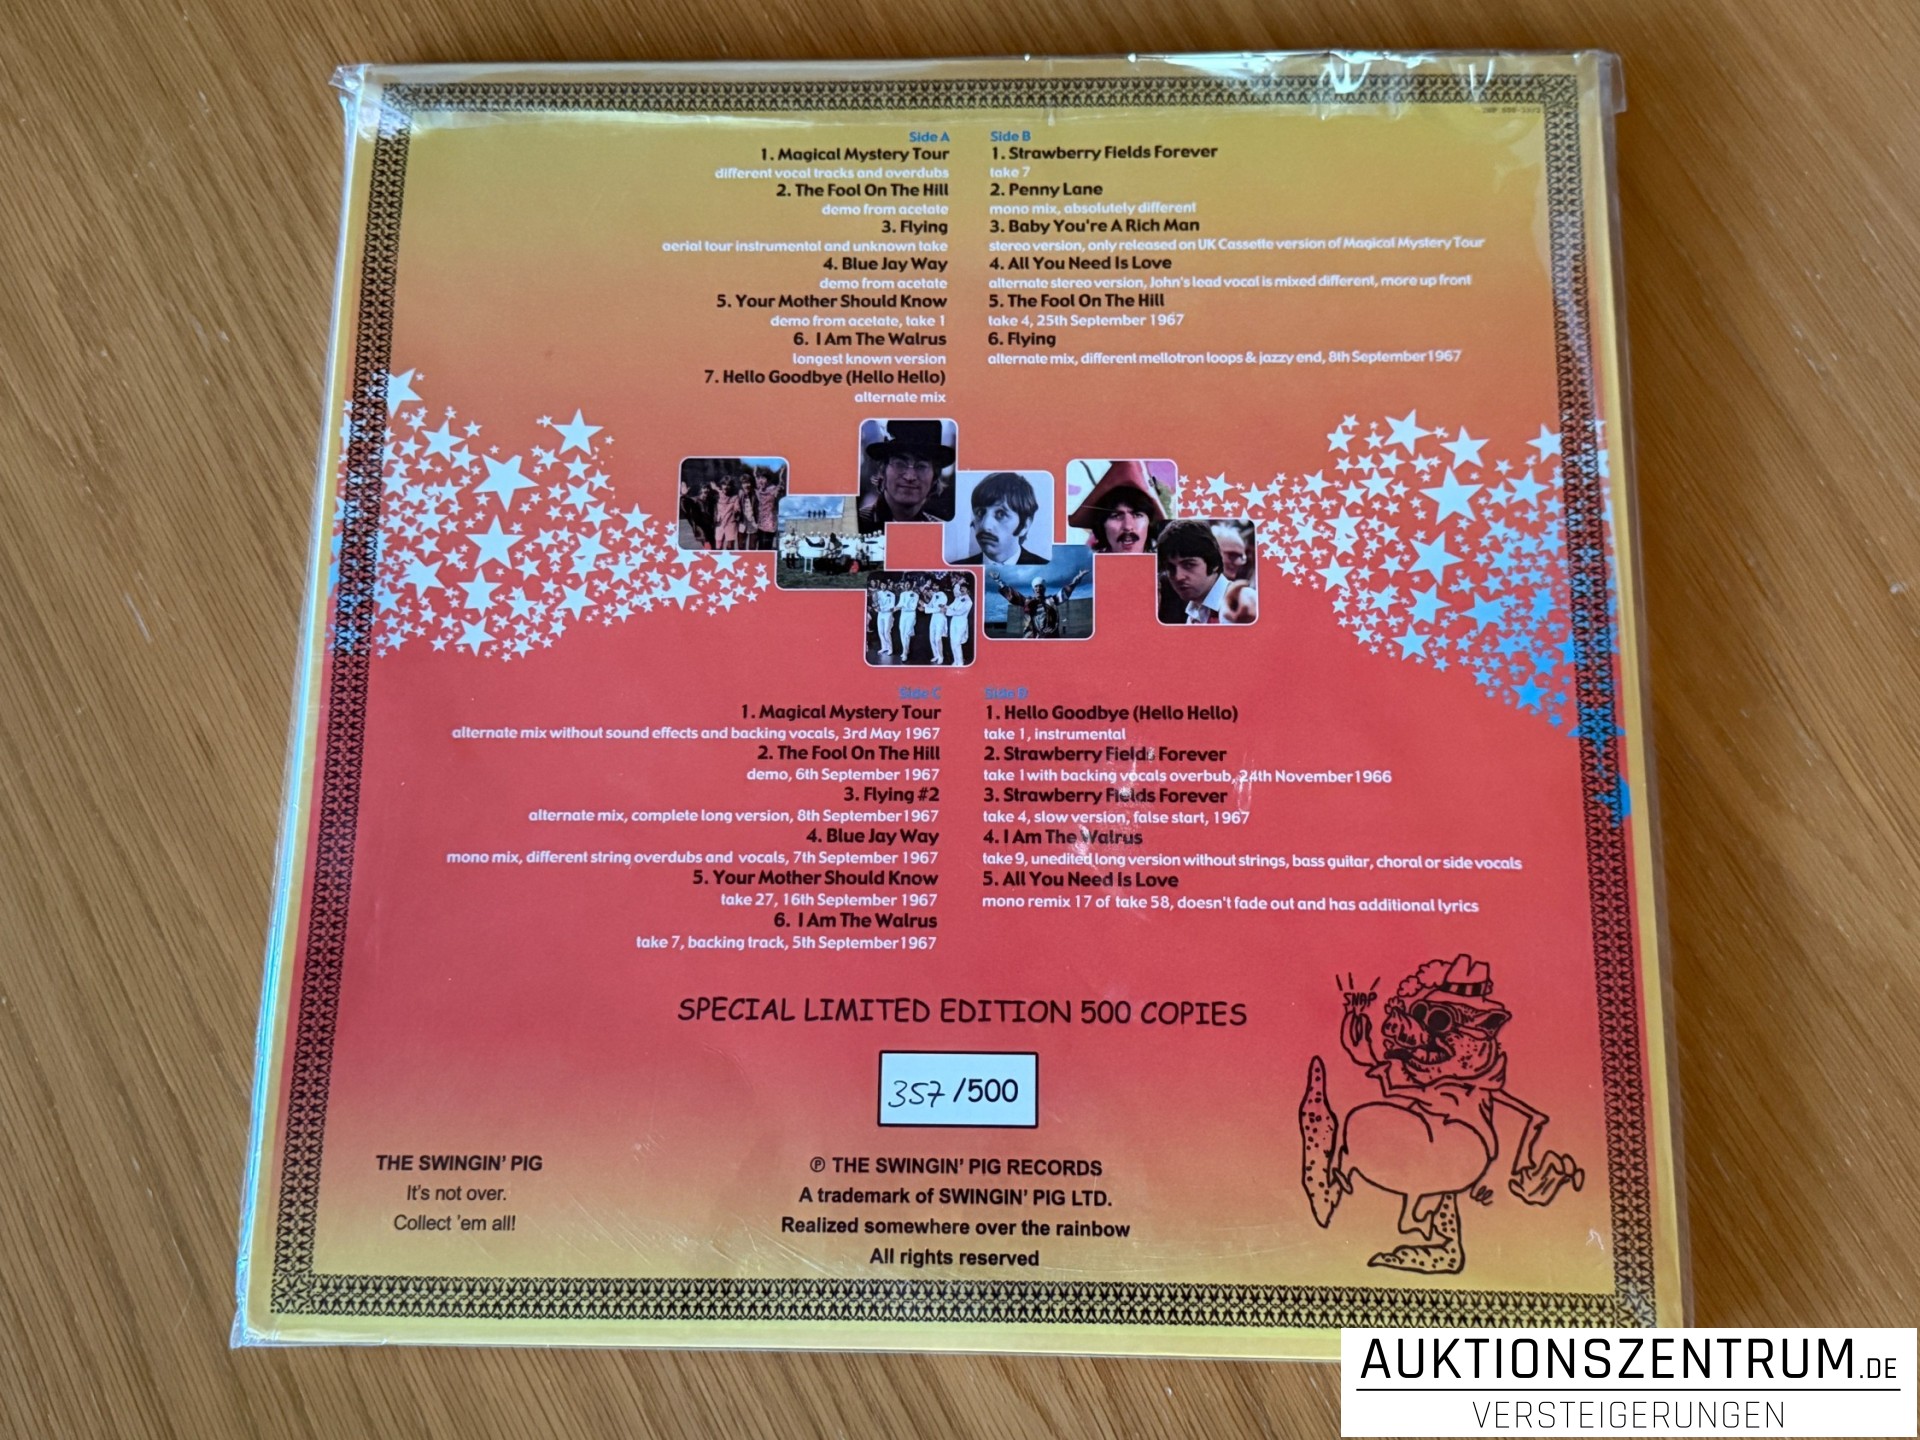 Side A
1. Magical Mystery Tour
different vocal tracks and overdubs
2. The Fool On The Hill
demo from acetate
3. Flying
aerial tour instrumental and unknown take
4. Blue Jay Way
demo from acetate
5. Your Mother Should Know
demo from acetate, take 1
6. I Am The Walrus
longest known version
7. Hello Goodbye (Hello Hello)
alternate mix
Side B
1. Strawberry Fields Forever
take 7
2. Penny Lane
mono mix, absolutely different
3. Baby You're A Rich Man
stereo version, only released on UK Cassette version of Magical Mystery Tour
4. All You Need Is Love
alternate stereo version, John's lead vocal is mixed different, more up front
5. The Fool On The Hill
take 4, 25th September 1967
6. Flying
alternate mix, different mellotron loops & jazzy end, 8th September 1967
Side C
1. Magical Mystery Tour
alternate mix without sound effects and backing vocals, 3rd May 1967
2. The Fool On The Hill
demo, 6th September 1967
3. Flying #2
alternate mix, complete long version, 8th September 1967
4. Blue Jay Way
mono mix, different string overdubs and vocals, 7th September 1967
5. Your Mother Should Know
take 27, 16th September 1967
6. I Am The Walrus
take 7, backing track, 5th September 1967
Side D
1. Hello Goodbye (Hello Hello)
take 1, instrumental
2. Strawberry Fields Forever
take 1 with backing vocals overbub, 24th November 1966
3. Strawberry Fields Forever
take 4, slow version, false start, 1967
4. I Am The Walrus
take 9, unedited long version without strings, bass guitar, choral or side vocals
5. All You Need Is Love
mono remix 17 of take 58, doesn't fade out and has additional lyrics
SPECIAL LIMITED EDITION 500 COPIES
357/500
SNAP
THE SWINGIN' PIG
It's not over.
Collect 'em all!
℗ THE SWINGIN' PIG RECORDS
A trademark of SWINGIN' PIG LTD.
Realized somewhere over the rainbow
All rights reserved
AUKTIONSZENTRUM.DE
VERSTEIGERUNGEN